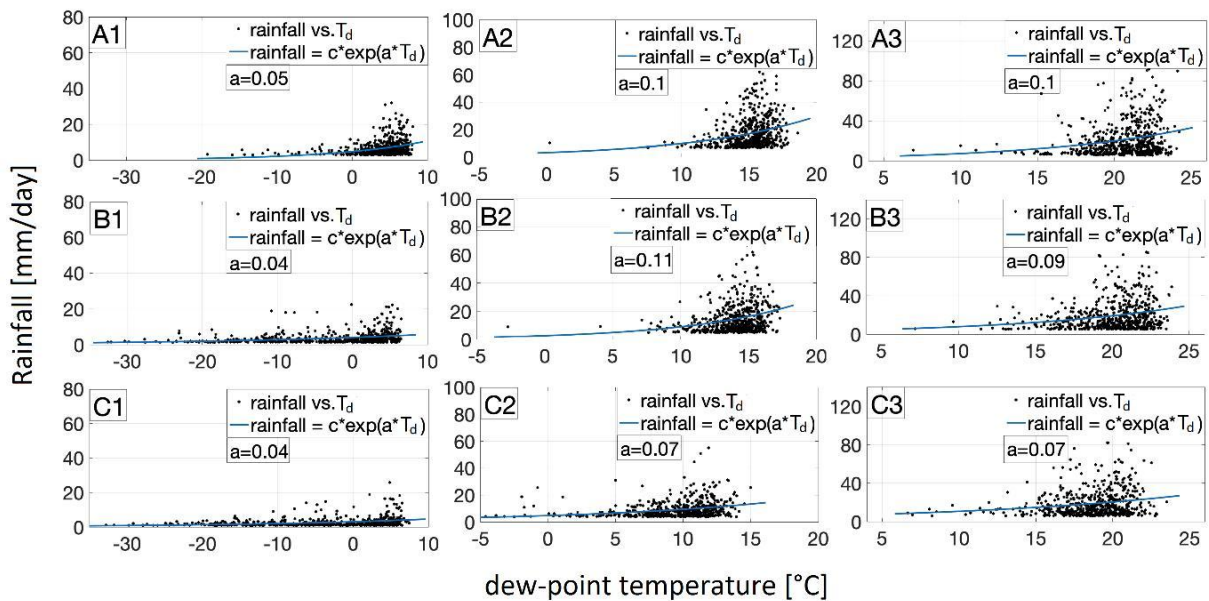 Rainfall [mm/day]
A1
rainfall vs.T_d
rainfall = c*exp(a*T_d)
a=0.05
80
60
40
20
0
-30 -20 -10 0 10
A2
rainfall vs.T_d
rainfall = c*exp(a*T_d)
a=0.1
100
80
60
40
20
0
-5 0 5 10 15 20
A3
rainfall vs.T_d
rainfall = c*exp(a*T_d)
a=0.1
120
80
40
0
5 10 15 20 25
B1
rainfall vs.T_d
rainfall = c*exp(a*T_d)
a=0.04
80
60
40
20
0
-30 -20 -10 0 10
B2
rainfall vs.T_d
rainfall = c*exp(a*T_d)
a=0.11
100
80
60
40
20
0
-5 0 5 10 15 20
B3
rainfall vs.T_d
rainfall = c*exp(a*T_d)
a=0.09
120
80
40
0
5 10 15 20 25
C1
rainfall vs.T_d
rainfall = c*exp(a*T_d)
a=0.04
80
60
40
20
0
-30 -20 -10 0 10
C2
rainfall vs.T_d
rainfall = c*exp(a*T_d)
a=0.07
100
80
60
40
20
0
-5 0 5 10 15 20
C3
rainfall vs.T_d
rainfall = c*exp(a*T_d)
a=0.07
120
80
40
0
5 10 15 20 25
dew-point temperature [°C]